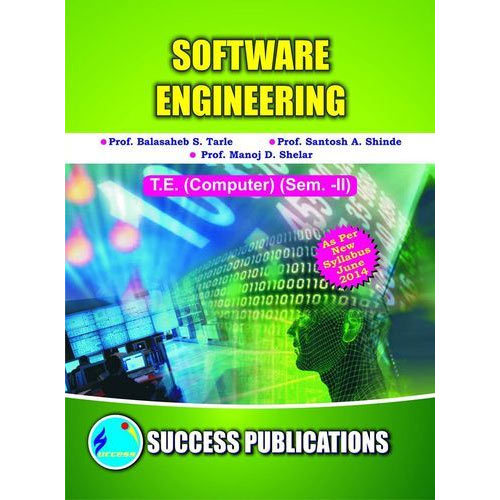 SOFTWARE
ENGINEERING
• Prof. Balasaheb S. Tarle • Prof. Santosh A. Shinde
• Prof. Manoj D. Shelar
T.E. (Computer) (Sem. -II)
As Per
New
Syllabus
June
2014
success
SUCCESS PUBLICATIONS